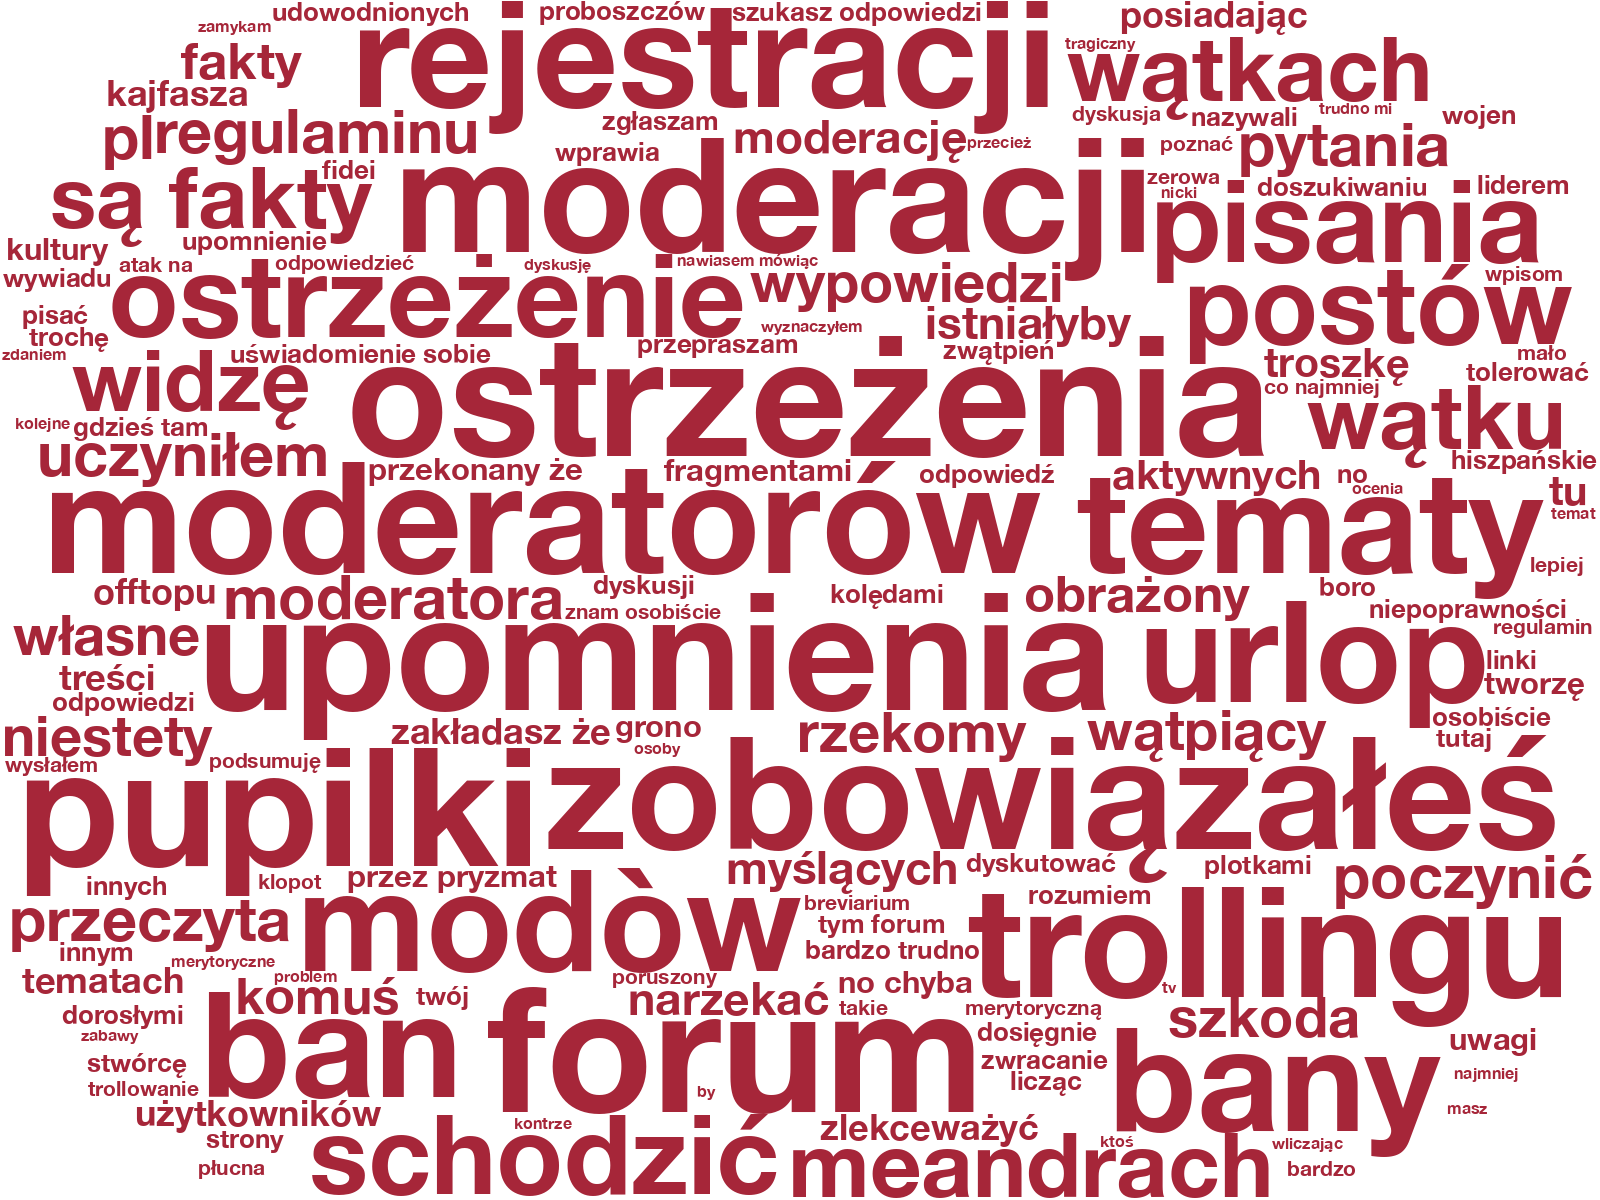 udowodnionych
proboszczów
szukasz odpowiedzi
posiadając
zamykam
rejestracji
tragiczny
wątkach
fakty
kajfasza
dyskusja
nazywali
trudno mi
wojen
pl
regulaminu
zgłaszam
moderację
przecież
poznać
pytania
wprawia
fidei
są fakty
moderacji
zerowa
nicki
doszukiwaniu
liderem
pisania
kultury
upomnienie
wywiadu
atak na
odpowiedzieć
dyskusję
nawiasem mówiąc
wpisom
ostrzeżenie
wypowiedzi
postów
pisać
trochę
istniałyby
wyznaczyłem
zdaniem
uświadomienie sobie
przepraszam
zwątpień
troszkę
mało
tolerować
widzę
ostrzeżenia
co najmniej
wątku
kolejne
gdzieś tam
uczyniłem
przekonany że
fragmentami
odpowiedź
aktywnych
no
ocenia
hiszpańskie
tu
temat
moderatorów
tematy
lepiej
offtopu
moderatora
dyskusji
znam osobiście
kolędami
obrażony
boro
niepoprawności
regulamin
własne
upomnienia
urlop
linki
tworzę
treści
odpowiedzi
niestety
zakładasz że
grono
osoby
rzekomy
wątpiący
osobiście
tutaj
wysłałem
podsumuję
pupilki
zobowiązałeś
innych
klopot
przez pryzmat
myślących
dyskutować
plotkami
poczynić
przeczyta
modòw
breviarium
rozumiem
tym forum
trollingu
innym
bardzo trudno
merytoryczne
tematach
problem
poruszony
no chyba
tv
komuś
twój
narzekać
takie
merytoryczną
szkoda
dorosłymi
zabawy
ban
forum
dosięgnie
uwagi
stwórcę
zwracanie
bany
trollowanie
licząc
najmniej
by
użytkowników
masz
strony
schodzić
kontrze
zlekceważyć
ktoś
wliczając
płucna
meandrach
bardzo